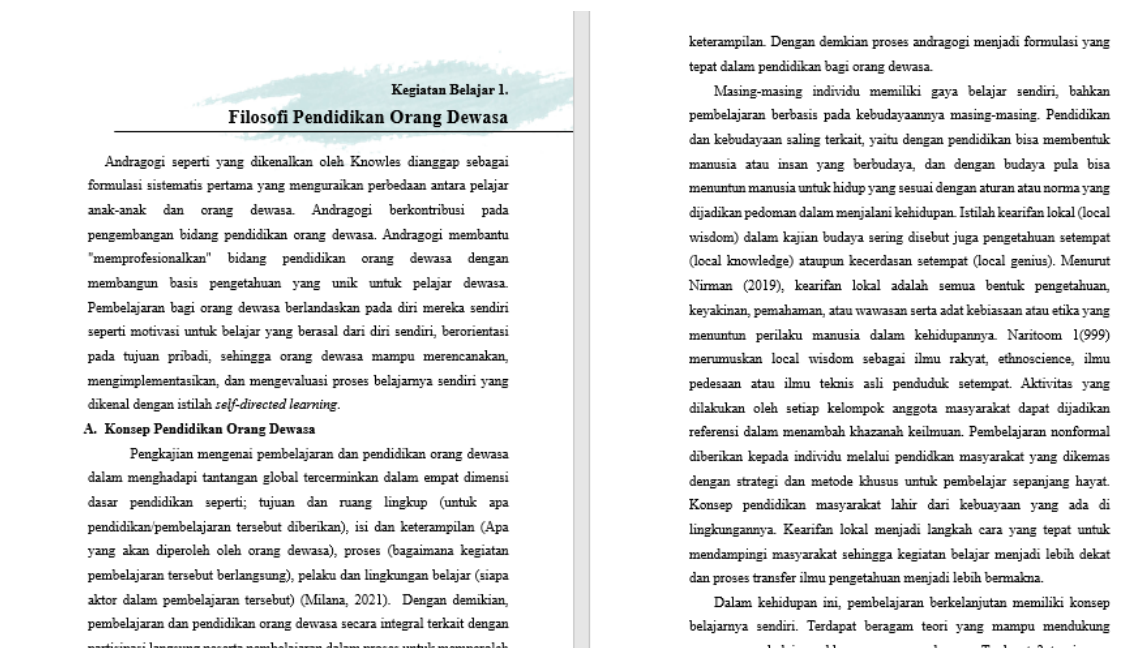 Kegiatan Belajar 1.
Filosofi Pendidikan Orang Dewasa
Andragogi seperti yang dikenalkan oleh Knowles dianggap sebagai
formulasi sistematis pertama yang menguraikan perbedaan antara pelajar
anak-anak dan orang dewasa. Andragogi berkontribusi pada
pengembangan bidang pendidikan orang dewasa. Andragogi membantu
"memprofesionalkan" bidang pendidikan orang dewasa dengan
membangun basis pengetahuan yang unik untuk pelajar dewasa.
Pembelajaran bagi orang dewasa berlandaskan pada diri mereka sendiri
seperti motivasi untuk belajar yang berasal dari diri sendiri, berorientasi
pada tujuan pribadi, sehingga orang dewasa mampu merencanakan,
mengimplementasikan, dan mengevaluasi proses belajarnya sendiri yang
dikenal dengan istilah self-directed learning.
A. Konsep Pendidikan Orang Dewasa
Pengkajian mengenai pembelajaran dan pendidikan orang dewasa
dalam menghadapi tantangan global tercerminkan dalam empat dimensi
dasar pendidikan seperti; tujuan dan ruang lingkup (untuk apa
pendidikan/pembelajaran tersebut diberikan), isi dan keterampilan (Apa
yang akan diperoleh oleh orang dewasa), proses (bagaimana kegiatan
pembelajaran tersebut berlangsung), pelaku dan lingkungan belajar (siapa
aktor dalam pembelajaran tersebut) (Milana, 2021). Dengan demikian,
pembelajaran dan pendidikan orang dewasa secara integral terkait dengan
partisipasi langsung peserta pembelajaran dalam proses untuk memperoleh
keterampilan. Dengan demkian proses andragogi menjadi formulasi yang
tepat dalam pendidikan bagi orang dewasa.
Masing-masing individu memiliki gaya belajar sendiri, bahkan
pembelajaran berbasis pada kebudayaannya masing-masing. Pendidikan
dan kebudayaan saling terkait, yaitu dengan pendidikan bisa membentuk
manusia atau insan yang berbudaya, dan dengan budaya pula bisa
menuntun manusia untuk hidup yang sesuai dengan aturan atau norma yang
dijadikan pedoman dalam menjalani kehidupan. Istilah kearifan lokal (local
wisdom) dalam kajian budaya sering disebut juga pengetahuan setempat
(local knowledge) ataupun kecerdasan setempat (local genius). Menurut
Nirman (2019), kearifan lokal adalah semua bentuk pengetahuan,
keyakinan, pemahaman, atau wawasan serta adat kebiasaan atau etika yang
menuntun perilaku manusia dalam kehidupannya. Naritoom 1(999)
merumuskan local wisdom sebagai ilmu rakyat, ethnoscience, ilmu
pedesaan atau ilmu teknis asli penduduk setempat. Aktivitas yang
dilakukan oleh setiap kelompok anggota masyarakat dapat dijadikan
referensi dalam menambah khazanah keilmuan. Pembelajaran nonformal
diberikan kepada individu melalui pendidkan masyarakat yang dikemas
dengan strategi dan metode khusus untuk pembelajar sepanjang hayat.
Konsep pendidikan masyarakat lahir dari kebuayaan yang ada di
lingkungannya. Kearifan lokal menjadi langkah cara yang tepat untuk
mendampingi masyarakat sehingga kegiatan belajar menjadi lebih dekat
dan proses transfer ilmu pengetahuan menjadi lebih bermakna.
Dalam kehidupan ini, pembelajaran berkelanjutan memiliki konsep
belajarnya sendiri. Terdapat beragam teori yang mampu mendukung